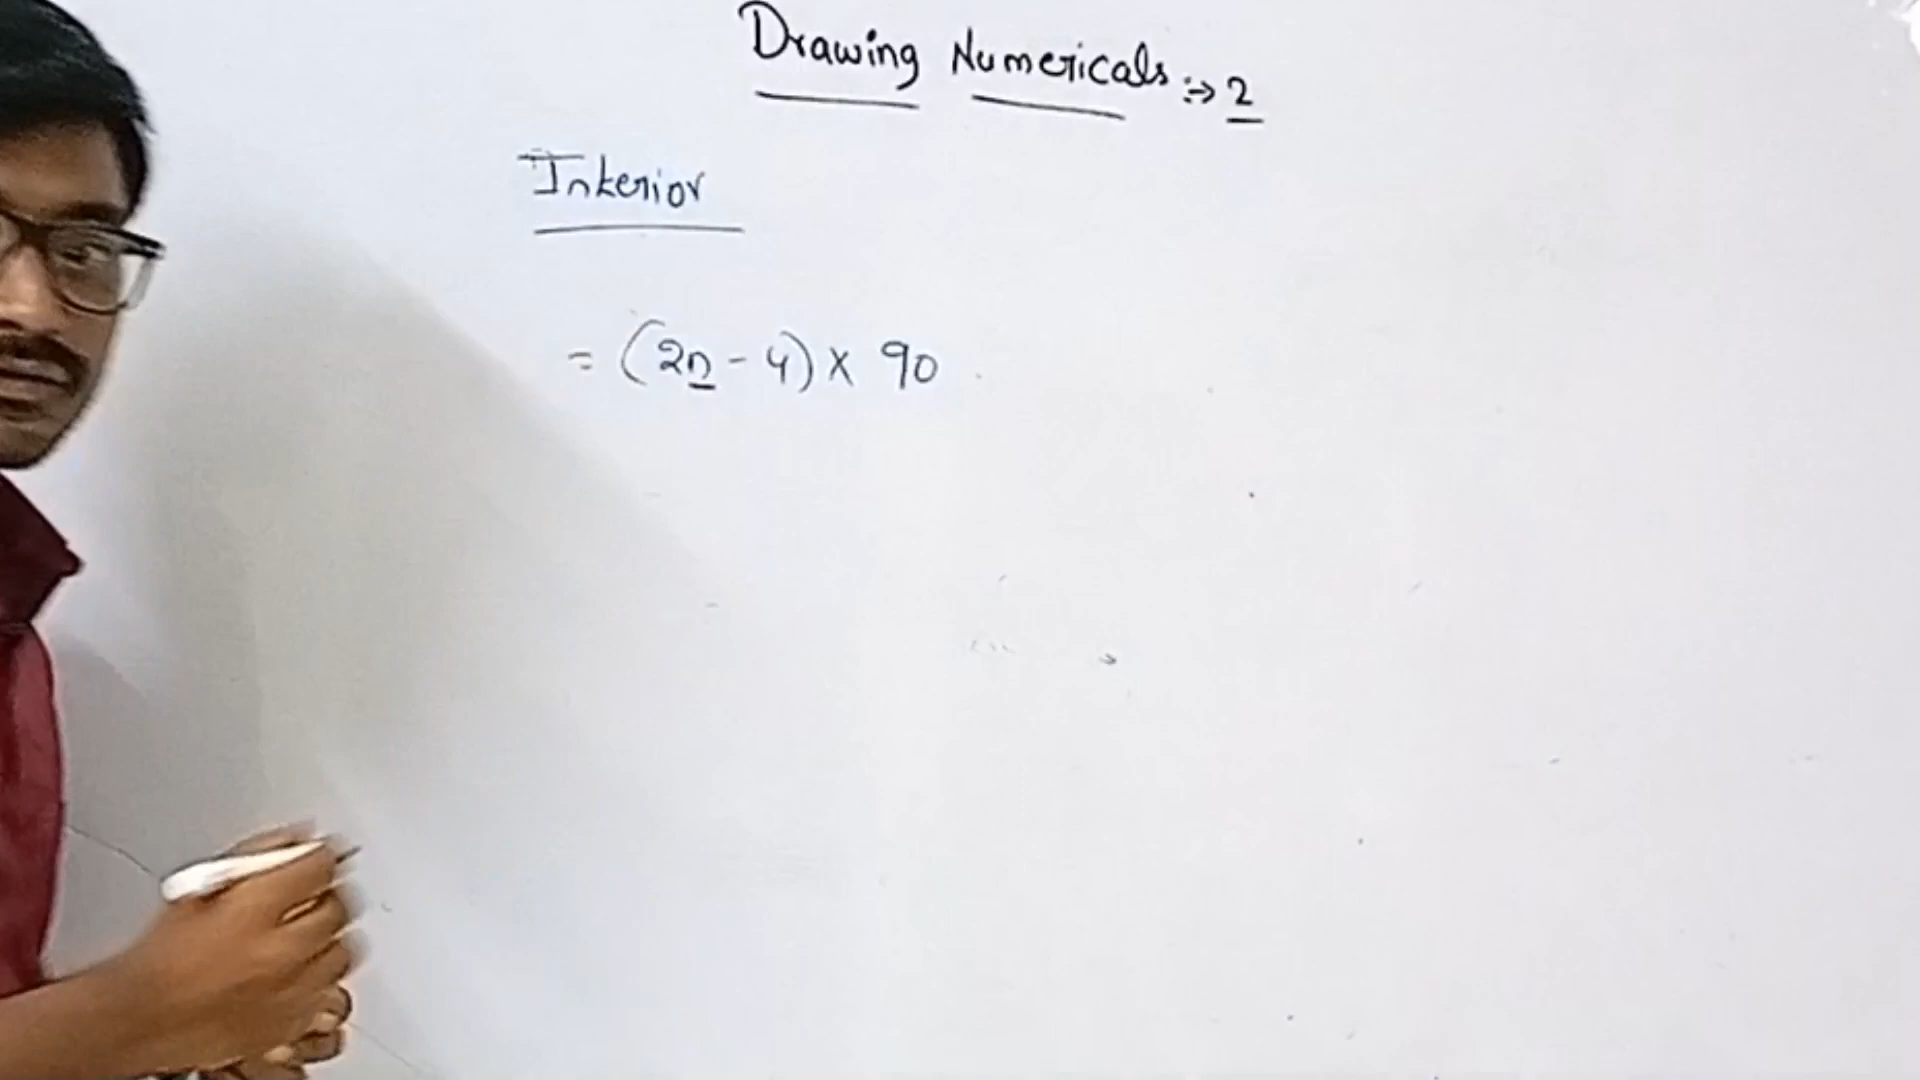 Drawing Numericals :→ 2
Interior
= (2n - 4) x 90